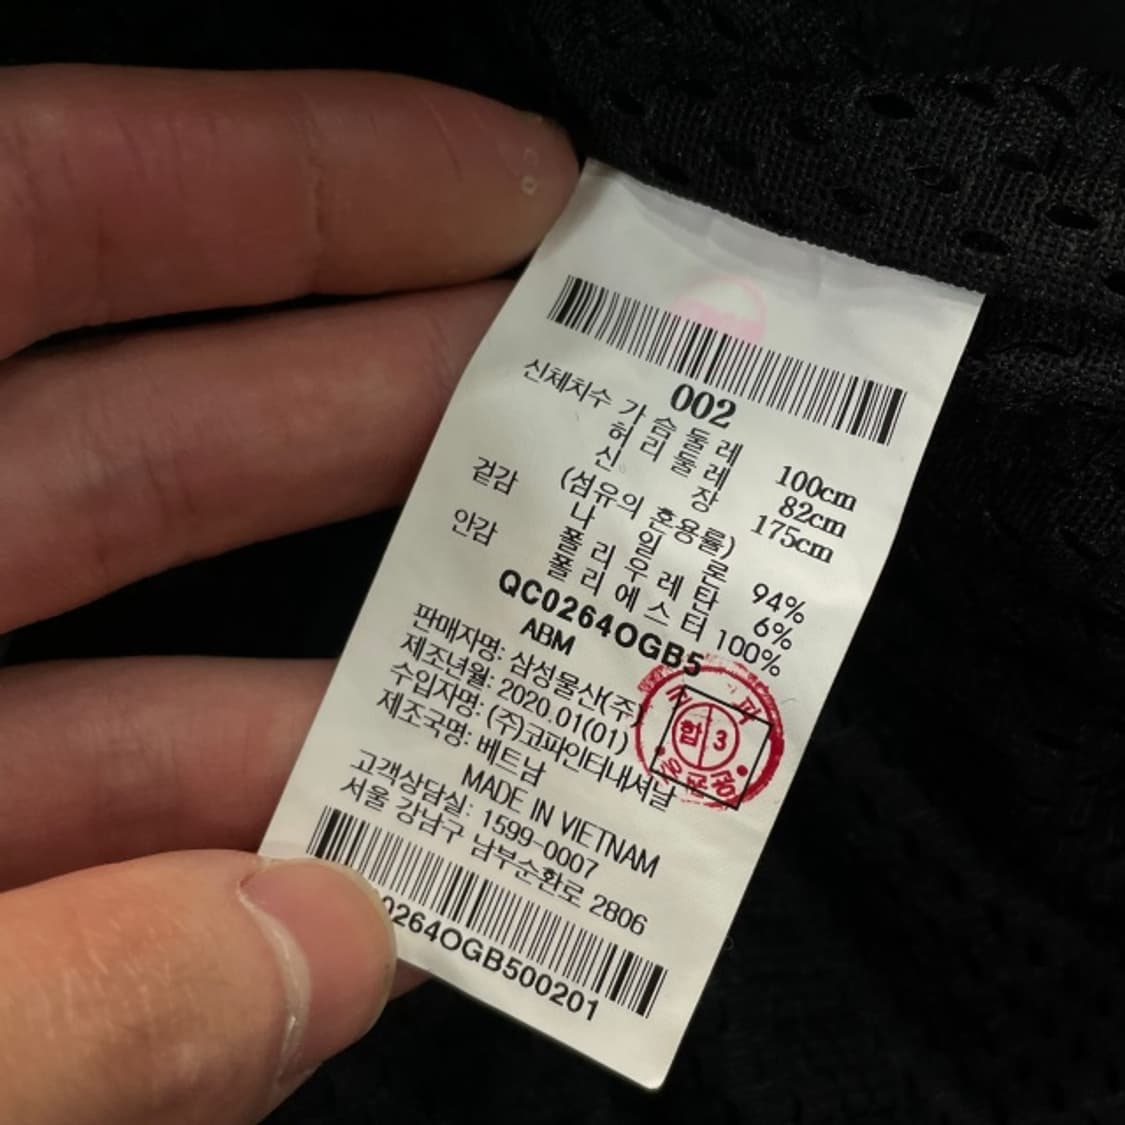 002
신체치수 가슴둘레 100cm
허리둘레 82cm
신장 175cm
(섬유의 혼용률)
겉감 나일론 94%
폴리우레탄 6%
안감 폴리에스터 100%
QC0264OGB5
ABM
판매자명: 삼성물산(주)
제조년월: 2020.01(01)
수입자명: (주)코파인터내셔날
제조국명: 베트남
MADE IN VIETNAM
고객상담실: 1599-0007
서울 강남구 남부순환로 2806
0264OGB500201
합 3